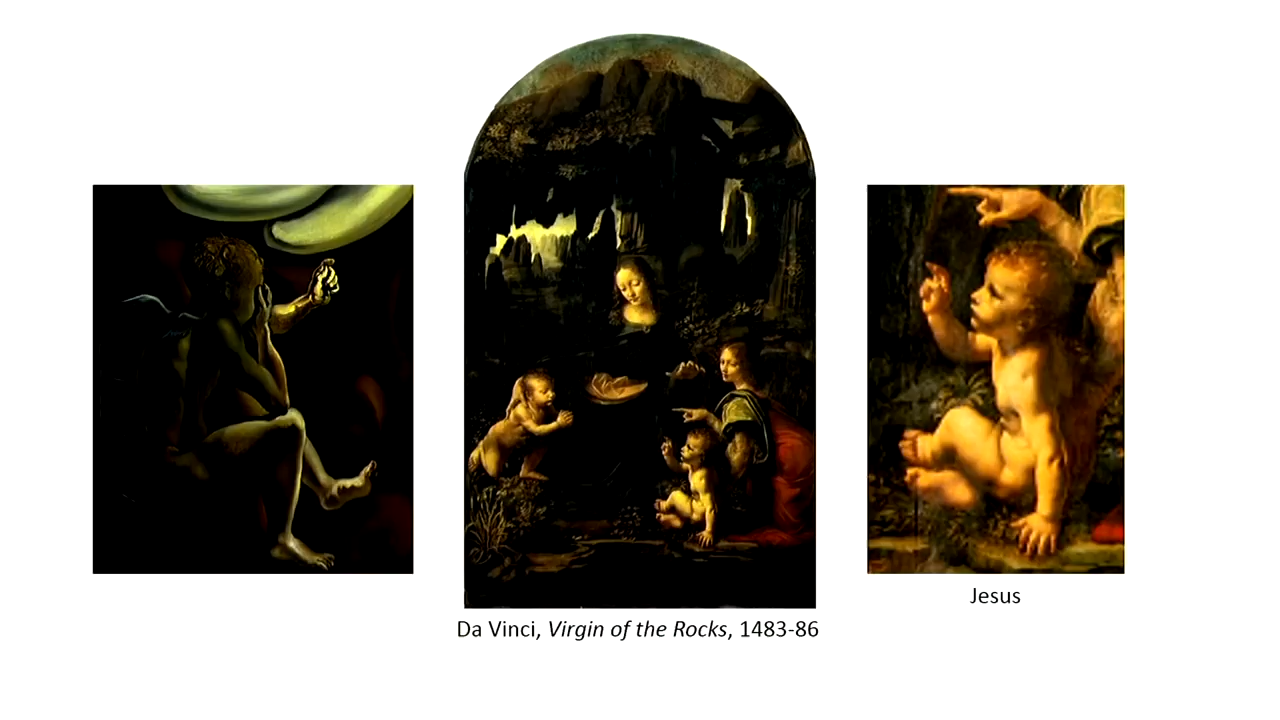 Jesus
Da Vinci, Virgin of the Rocks, 1483-86